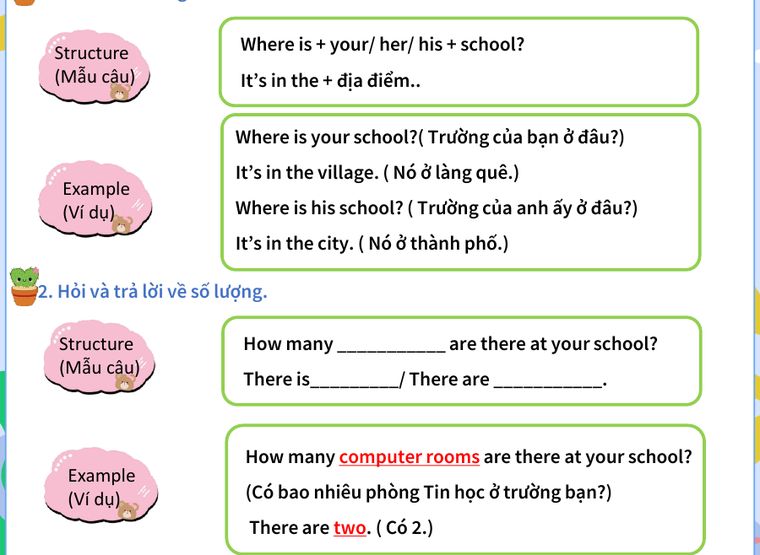 Structure
(Mẫu câu)
Where is + your/ her/ his + school?
It's in the + địa điểm..
Example
(Ví dụ)
Where is your school?( Trường của bạn ở đâu?)
It's in the village. ( Nó ở làng quê.)
Where is his school? ( Trường của anh ấy ở đâu?)
It's in the city. ( Nó ở thành phố.)
2. Hỏi và trả lời về số lượng.
Structure
(Mẫu câu)
How many ___________ are there at your school?
There is_________/ There are ___________.
Example
(Ví dụ)
How many computer rooms are there at your school?
(Có bao nhiêu phòng Tin học ở trường bạn?)
There are two. ( Có 2.)